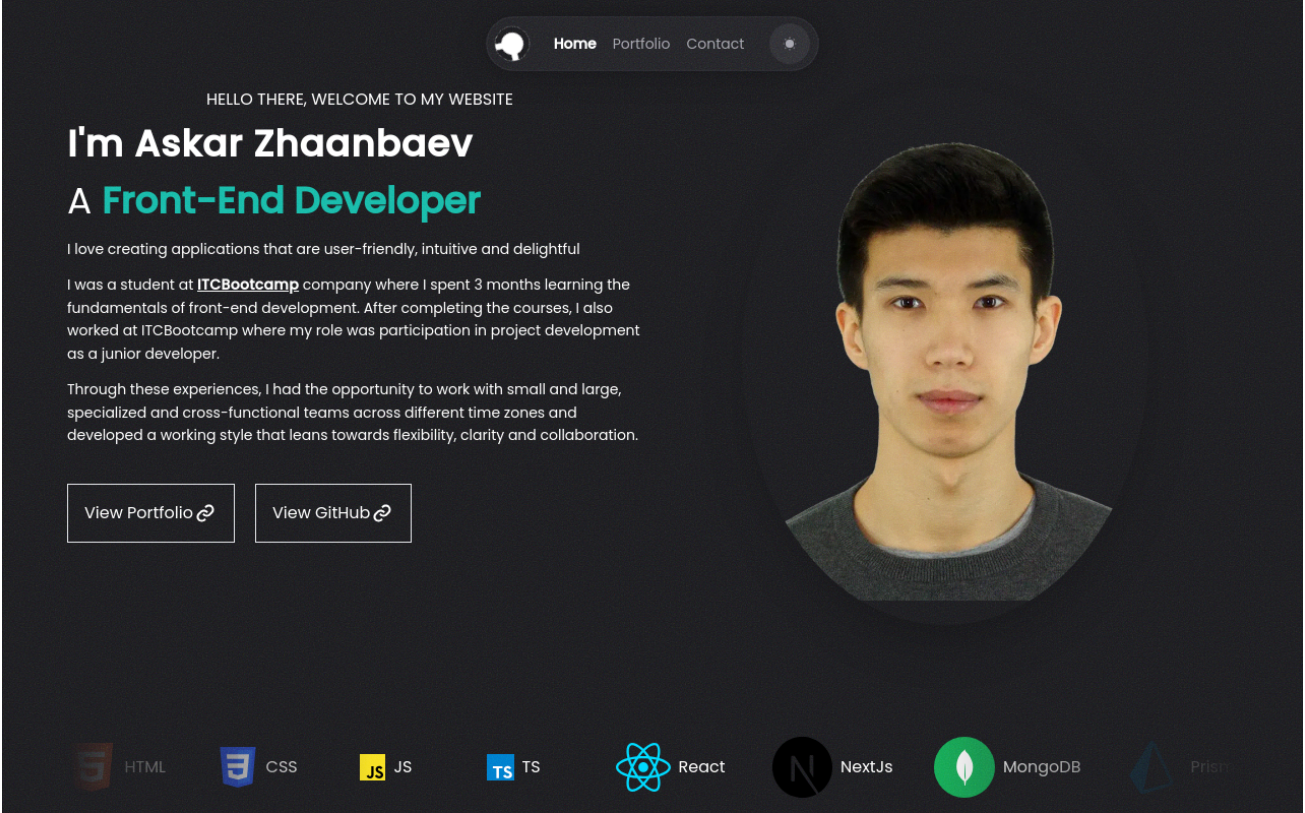 Home Portfolio Contact
HELLO THERE, WELCOME TO MY WEBSITE
I'm Askar Zhaanbaev
A Front-End Developer
I love creating applications that are user-friendly, intuitive and delightful
I was a student at ITCBootcamp company where I spent 3 months learning the
fundamentals of front-end development. After completing the courses, I also
worked at ITCBootcamp where my role was participation in project development
as a junior developer.
Through these experiences, I had the opportunity to work with small and large,
specialized and cross-functional teams across different time zones and
developed a working style that leans towards flexibility, clarity and collaboration.
View Portfolio View GitHub
HTML CSS JS JS TS TS React N NextJs MongoDB